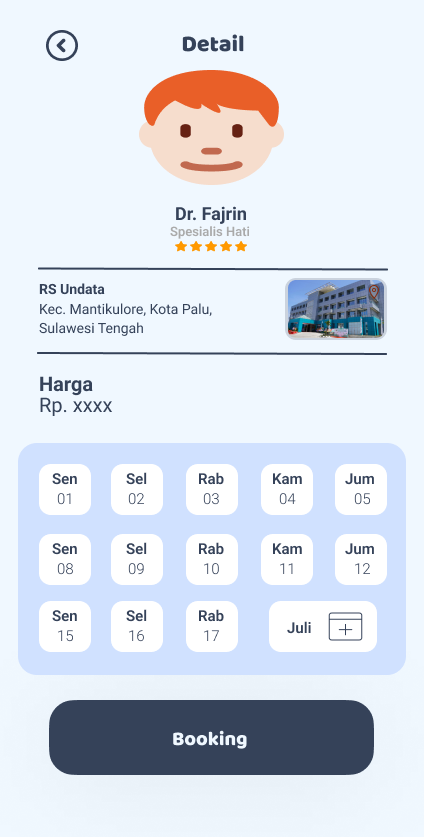 Detail
Dr. Fajrin
Spesialis Hati
RS Undata
Kec. Mantikulore, Kota Palu,
Sulawesi Tengah
Harga
Rp. xxxx
Sen Sel Rab Kam Jum
01 02 03 04 05
Sen Sel Rab Kam Jum
08 09 10 11 12
Sen Sel Rab
15 16 17
Juli
Booking